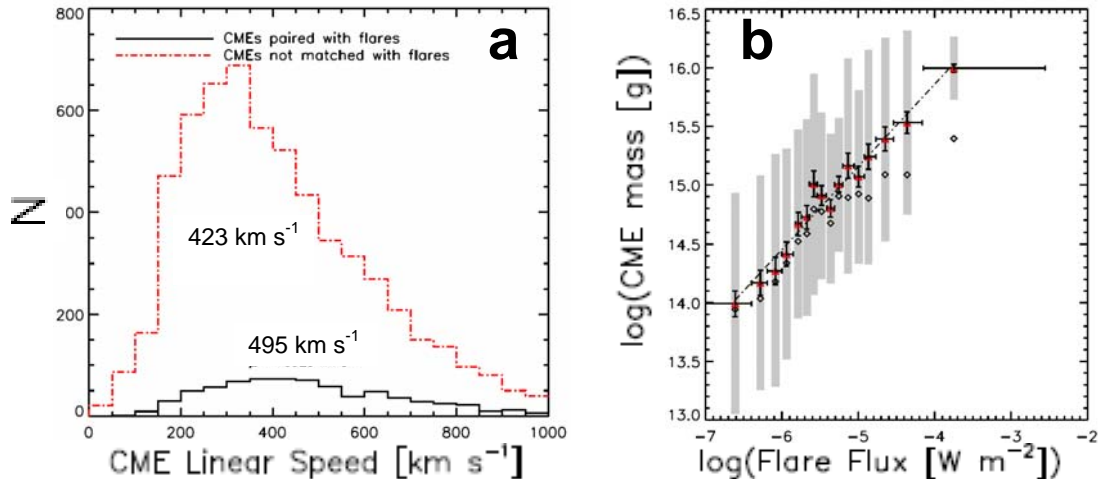 CMEs paired with flares
CMEs not matched with flares
a
800
600
00
200
0
N
423 km s⁻¹
495 km s⁻¹
0 200 400 600 800 1000
CME Linear Speed [km s⁻¹]
b
16.5
16.0
15.5
15.0
14.5
14.0
13.5
13.0
log(CME mass [g])
-7 -6 -5 -4 -3 -2
log(Flare Flux [W m⁻²])